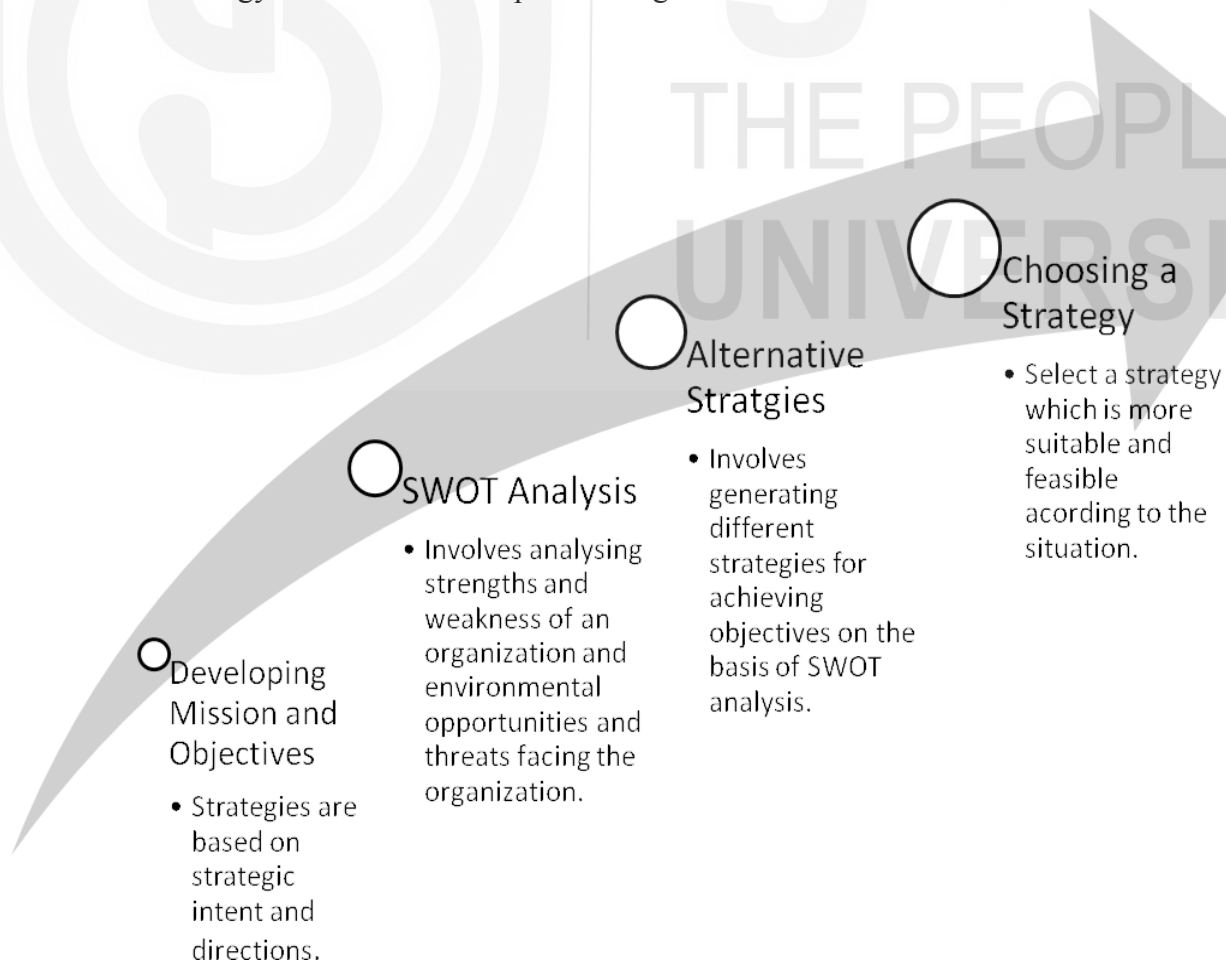 THE PEOPL
UNIVERSI
Choosing a
Strategy
• Select a strategy
which is more
suitable and
feasible
acording to the
situation.
Alternative
Stratgies
• Involves
generating
different
strategies for
achieving
objectives on the
basis of SWOT
analysis.
SWOT Analysis
• Involves analysing
strengths and
weakness of an
organization and
environmental
opportunities and
threats facing the
organization.
Developing
Mission and
Objectives
• Strategies are
based on
strategic
intent and
directions.